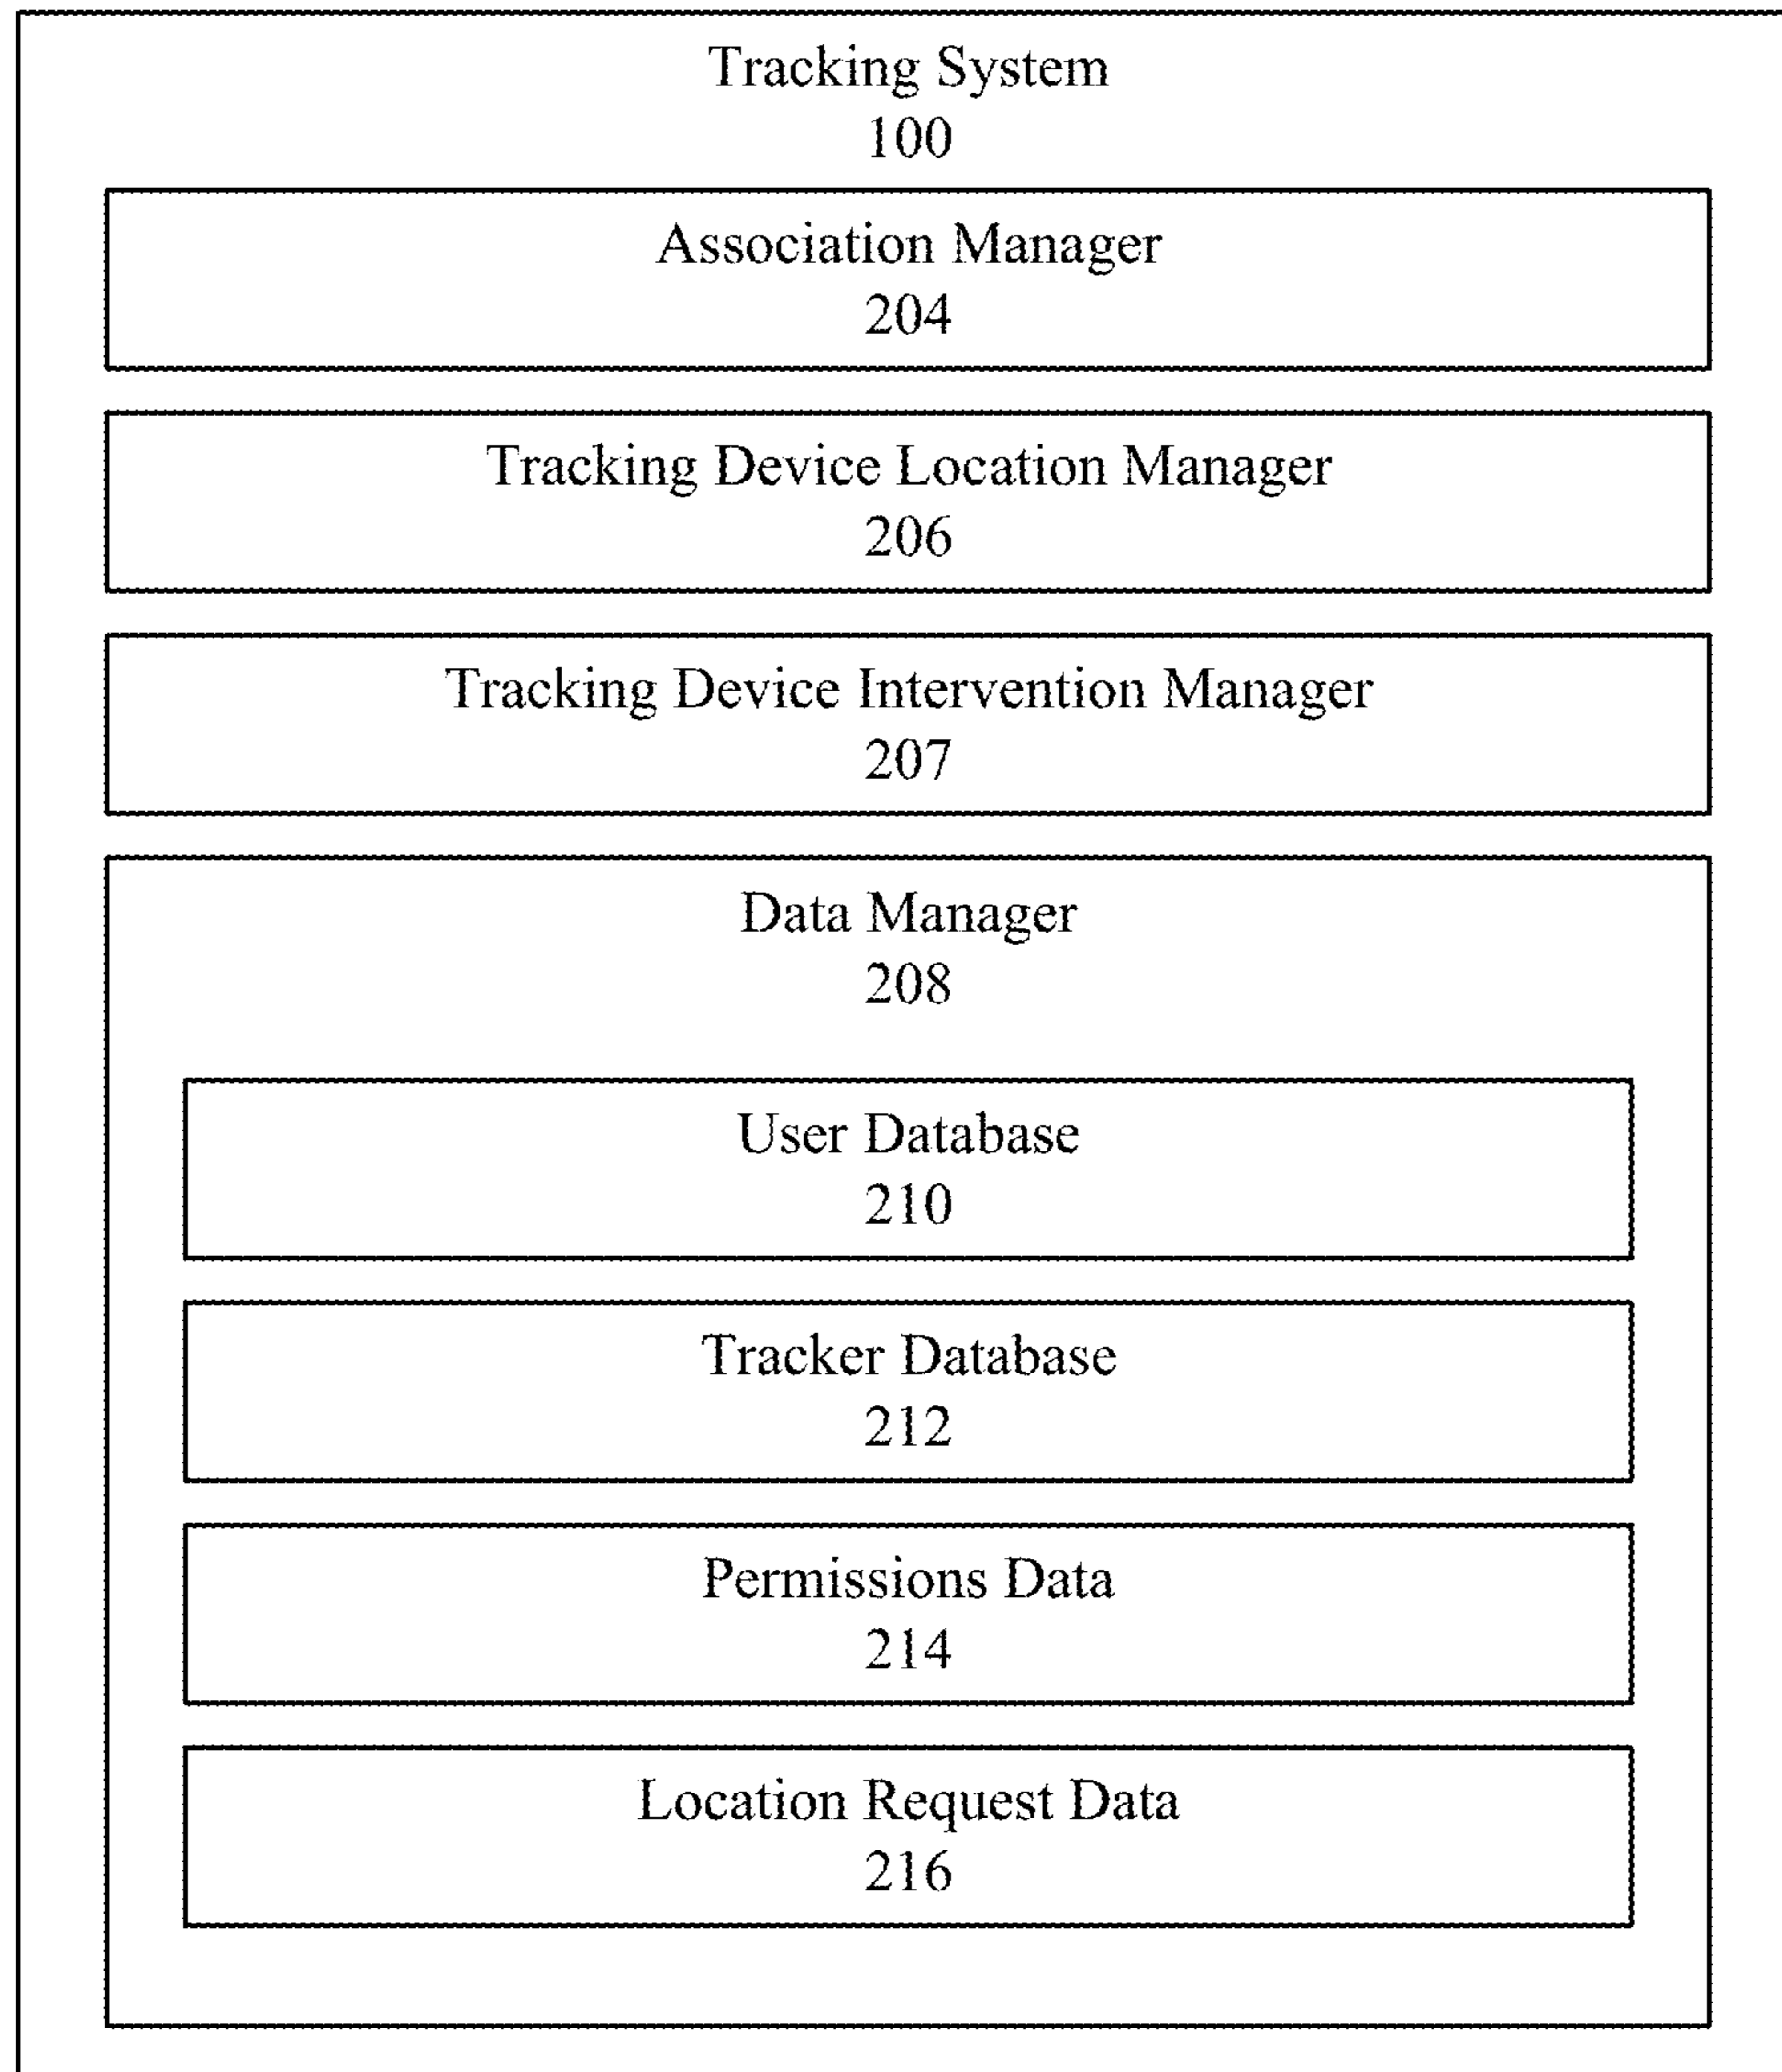 Tracking System
100
Association Manager
204
Tracking Device Location Manager
206
Tracking Device Intervention Manager
207
Data Manager
208
User Database
210
Tracker Database
212
Permissions Data
214
Location Request Data
216